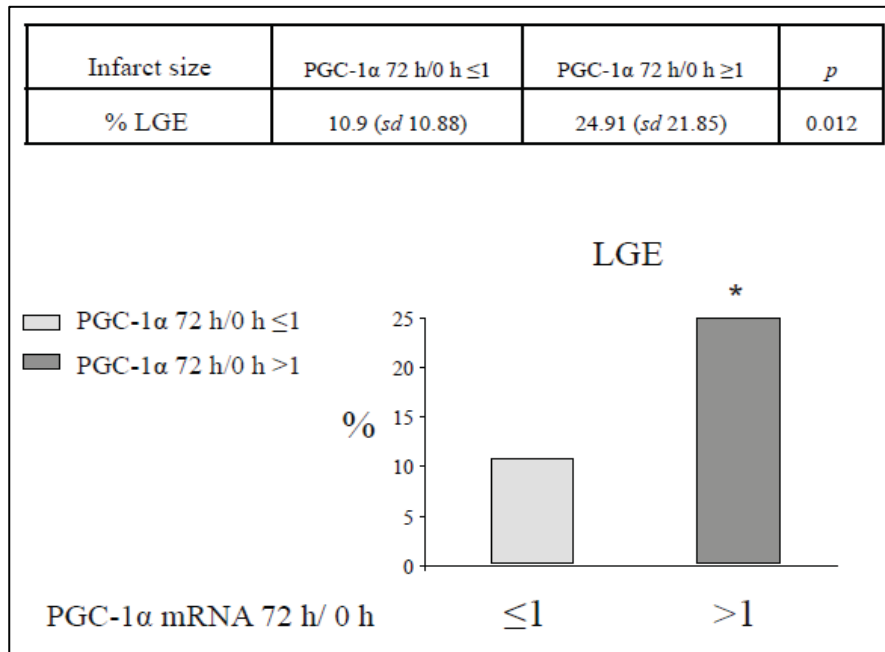 Infarct size PGC-1α 72 h/0 h ≤1 PGC-1α 72 h/0 h ≥1 p
% LGE 10.9 (sd 10.88) 24.91 (sd 21.85) 0.012
LGE
*
PGC-1α 72 h/0 h ≤1
PGC-1α 72 h/0 h >1
%
25
20
15
10
5
0
PGC-1α mRNA 72 h/ 0 h ≤1 >1